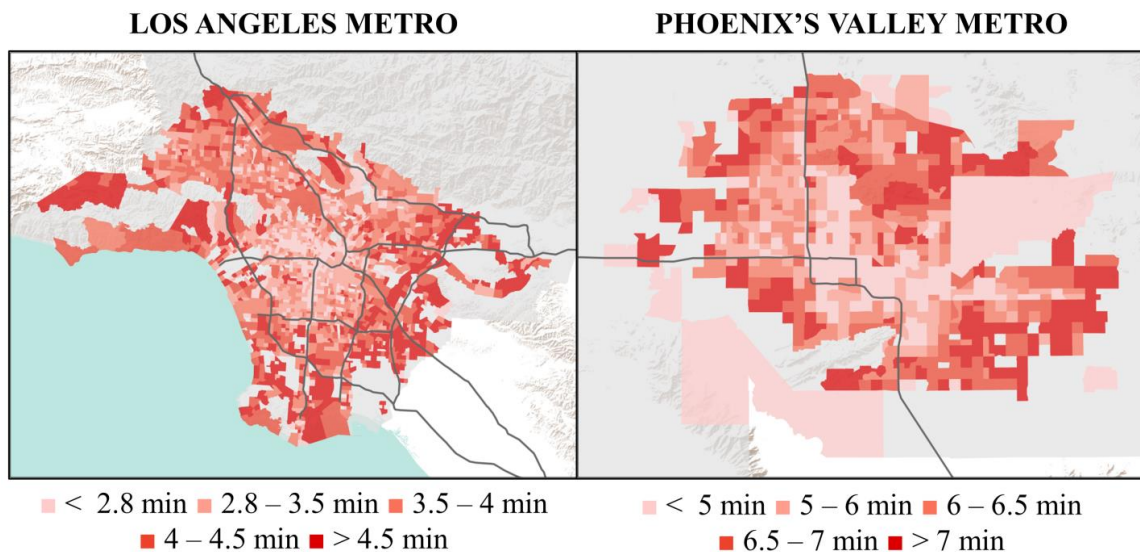 LOS ANGELES METRO
PHOENIX’S VALLEY METRO
< 2.8 min 2.8 – 3.5 min 3.5 – 4 min
4 – 4.5 min > 4.5 min
< 5 min 5 – 6 min 6 – 6.5 min
6.5 – 7 min > 7 min